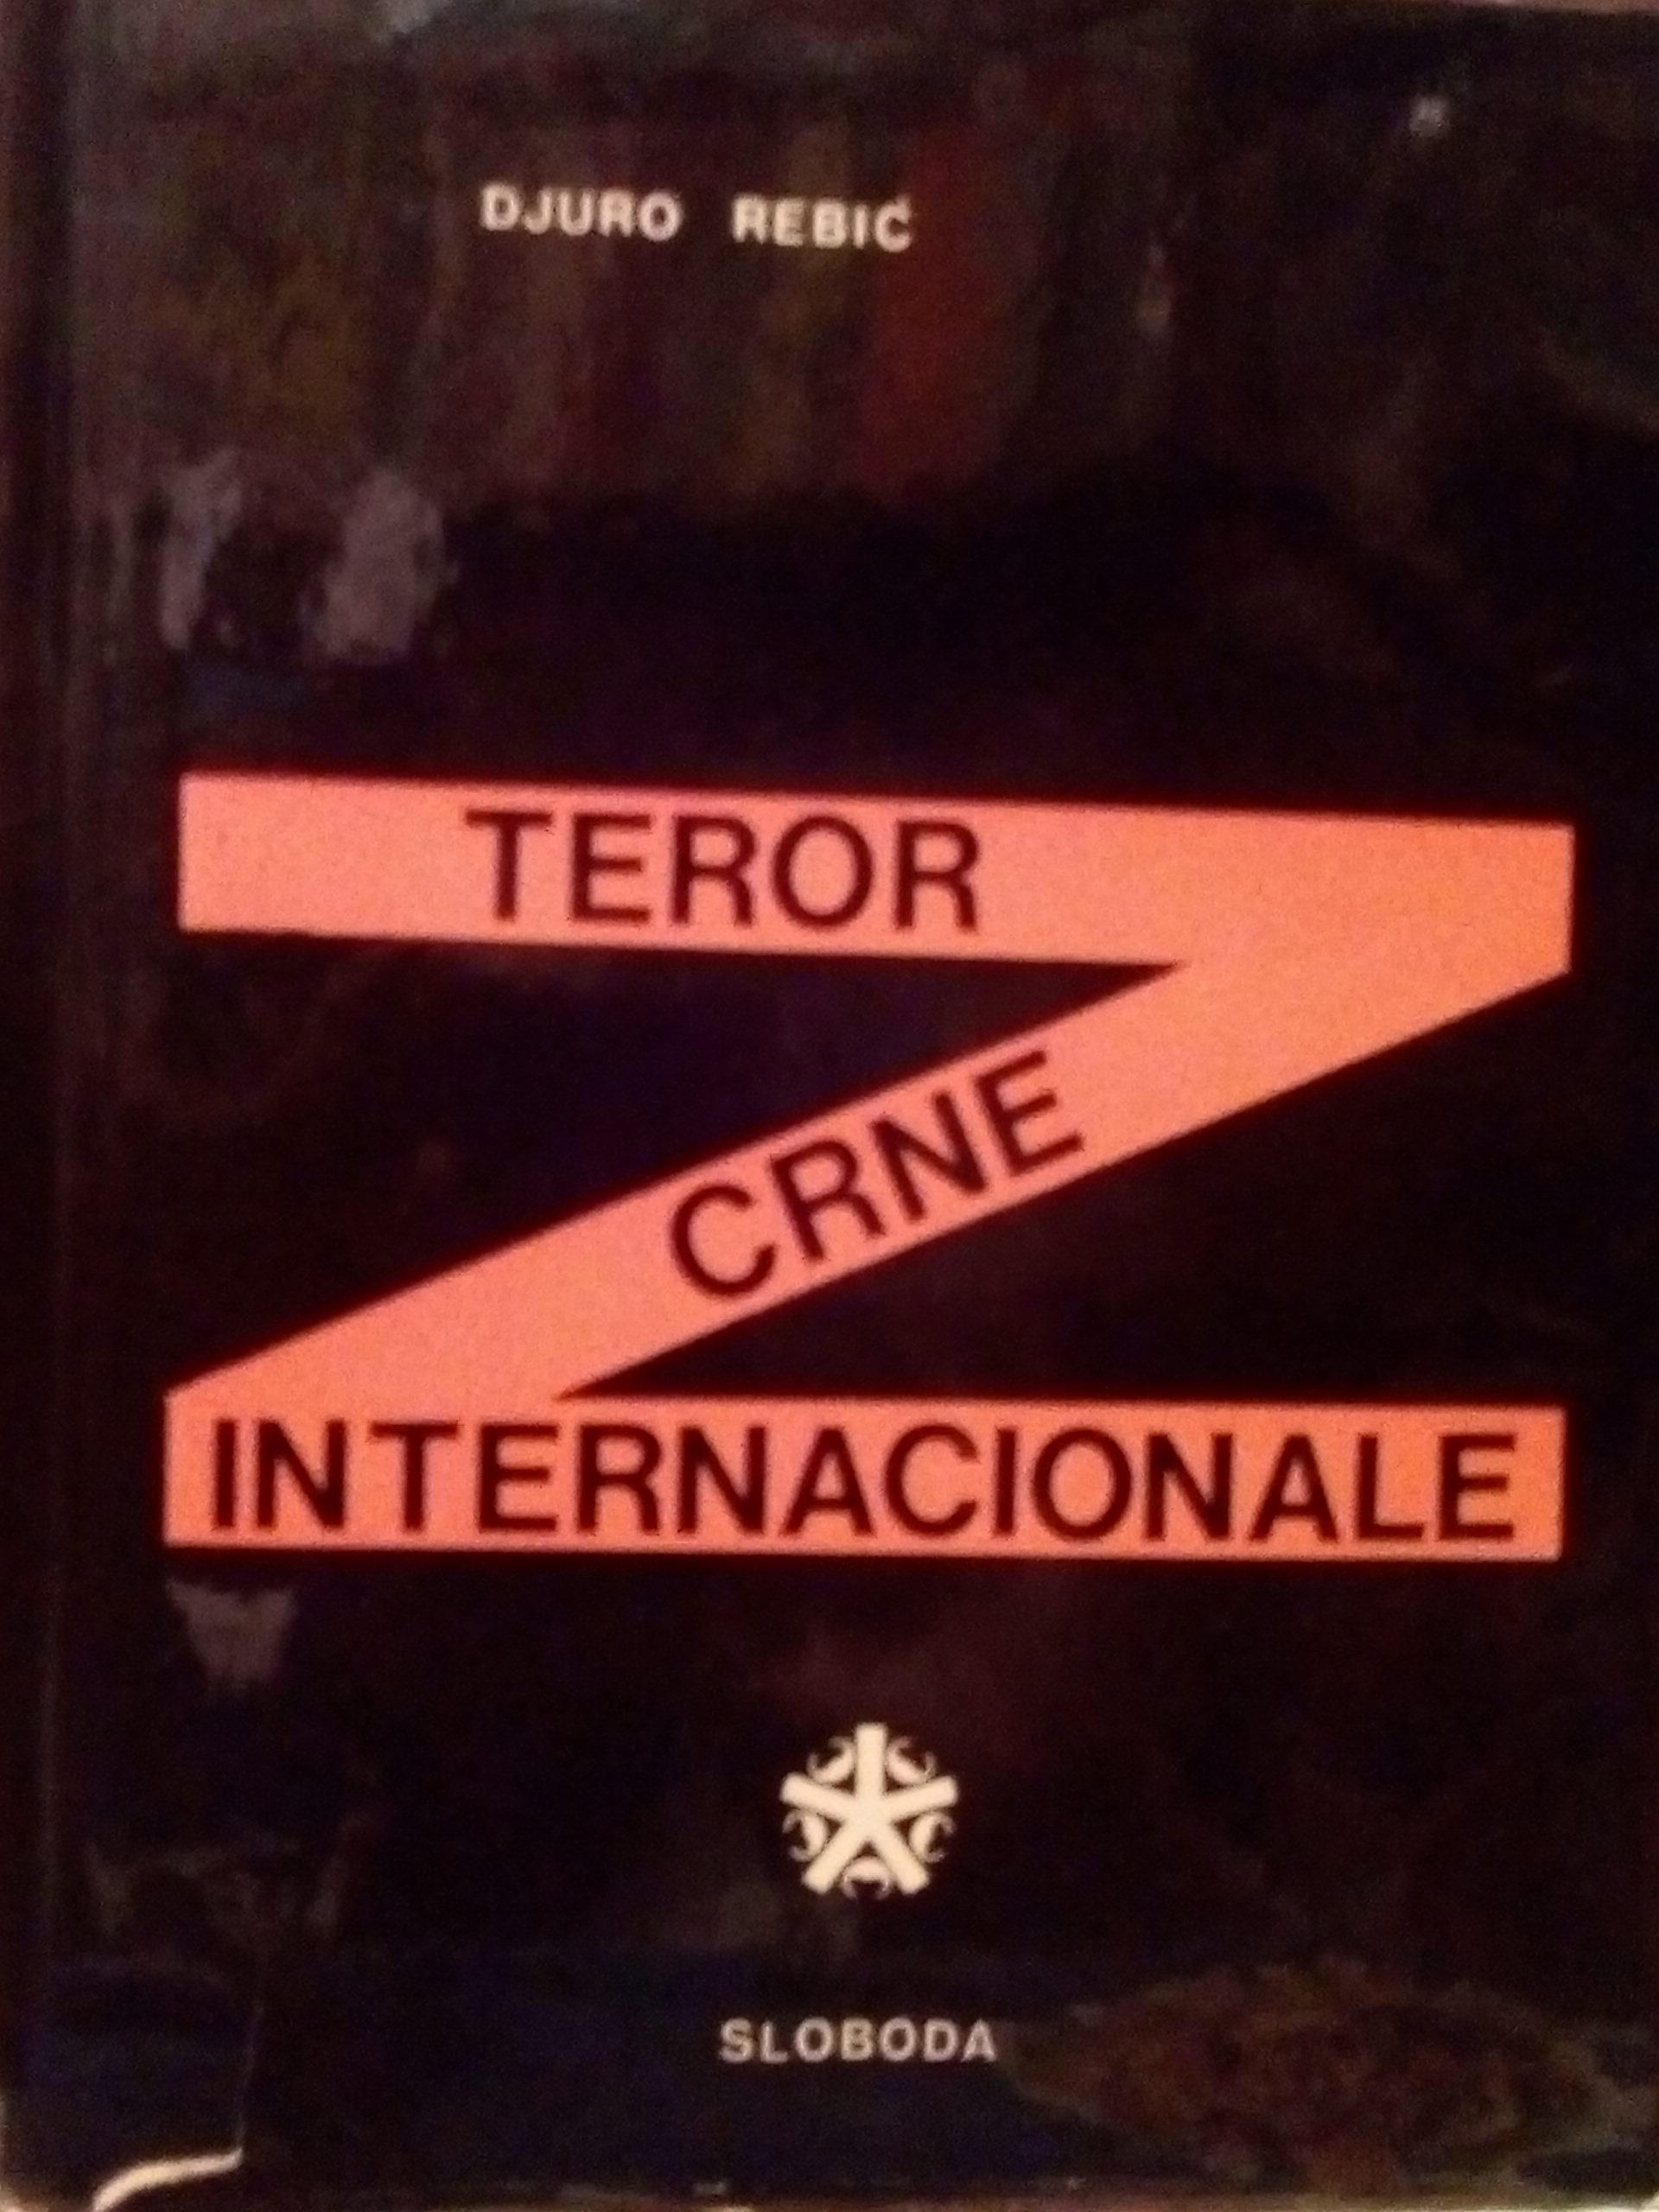 DJURO REBIĆ
TEROR
CRNE
INTERNACIONALE
SLOBODA